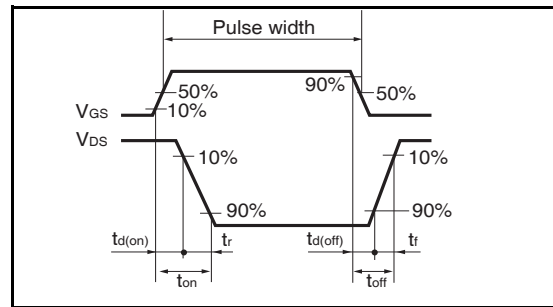 Pulse width
90%
50%
50%
10%
VGS
VDS
10%
10%
90%
90%
td(on)
tr
td(off)
tf
ton
toff